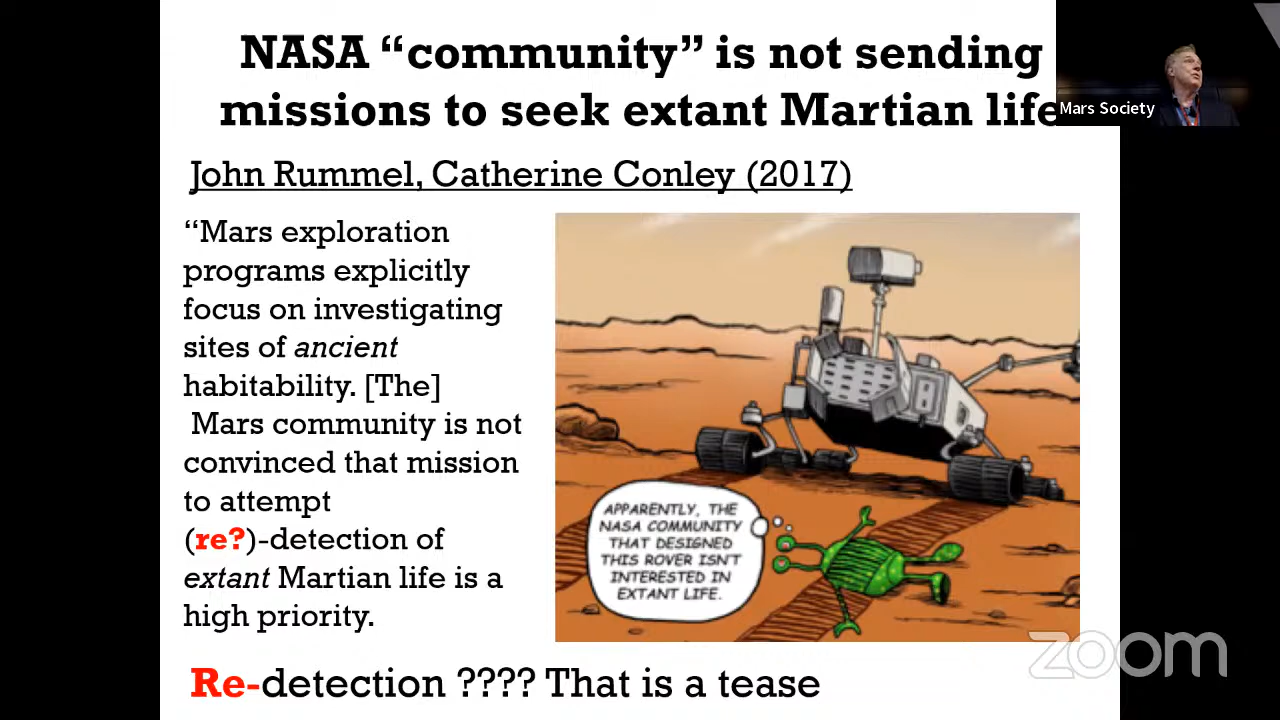 NASA “community” is not sending
missions to seek extant Martian life
Mars Society
John Rummel, Catherine Conley (2017)
“Mars exploration
programs explicitly
focus on investigating
sites of ancient
habitability. [The]
Mars community is not
convinced that mission
to attempt
(re?)-detection of
extant Martian life is a
high priority.
APPARENTLY, THE
NASA COMMUNITY
THAT DESIGNED
THIS ROVER ISN'T
INTERESTED IN
EXTANT LIFE.
zoom
Re-detection ???? That is a tease